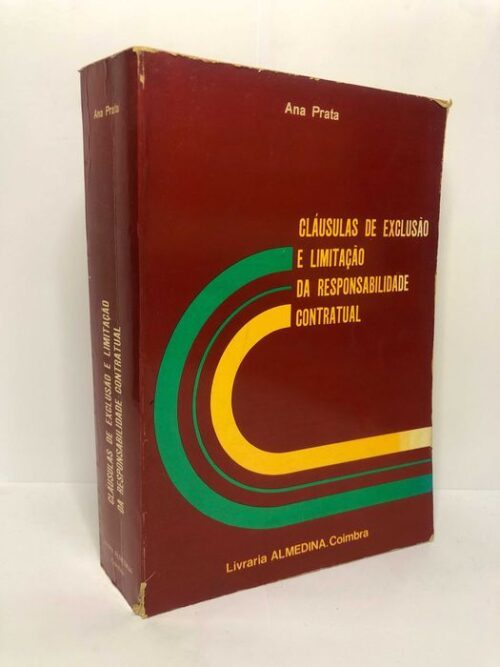 Ana Prata
CLÁUSULAS DE EXCLUSÃO
E LIMITAÇÃO
DA RESPONSABILIDADE
CONTRATUAL
Livraria ALMEDINA. Coimbra
Ana Prata
CLÁUSULAS DE EXCLUSÃO E LIMITAÇÃO
DA RESPONSABILIDADE CONTRATUAL
ALMEDINA